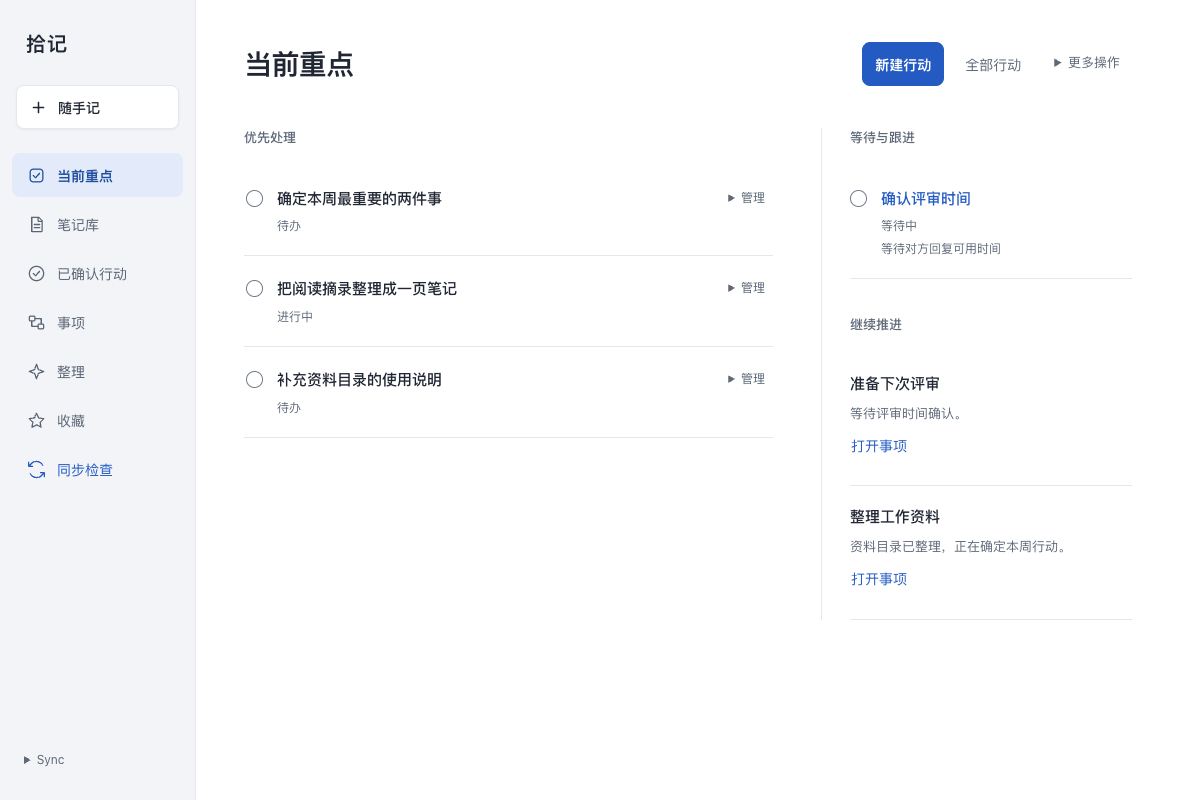 拾记
随手记
当前重点
笔记库
已确认行动
事项
整理
收藏
同步检查
Sync
当前重点
新建行动
全部行动
更多操作
优先处理
确定本周最重要的两件事
管理
待办
把阅读摘录整理成一页笔记
管理
进行中
补充资料目录的使用说明
管理
待办
等待与跟进
确认评审时间
等待中
等待对方回复可用时间
继续推进
准备下次评审
等待评审时间确认。
打开事项
整理工作资料
资料目录已整理，正在确定本周行动。
打开事项